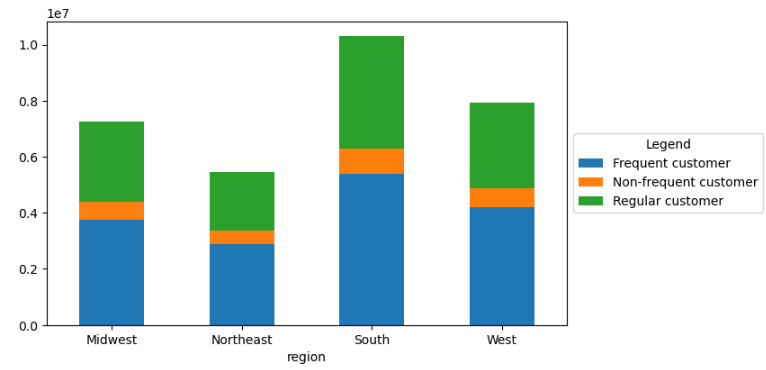 1e7
1.0
0.8
0.6
0.4
0.2
0.0
Midwest
Northeast
South
West
region
Legend
Frequent customer
Non-frequent customer
Regular customer